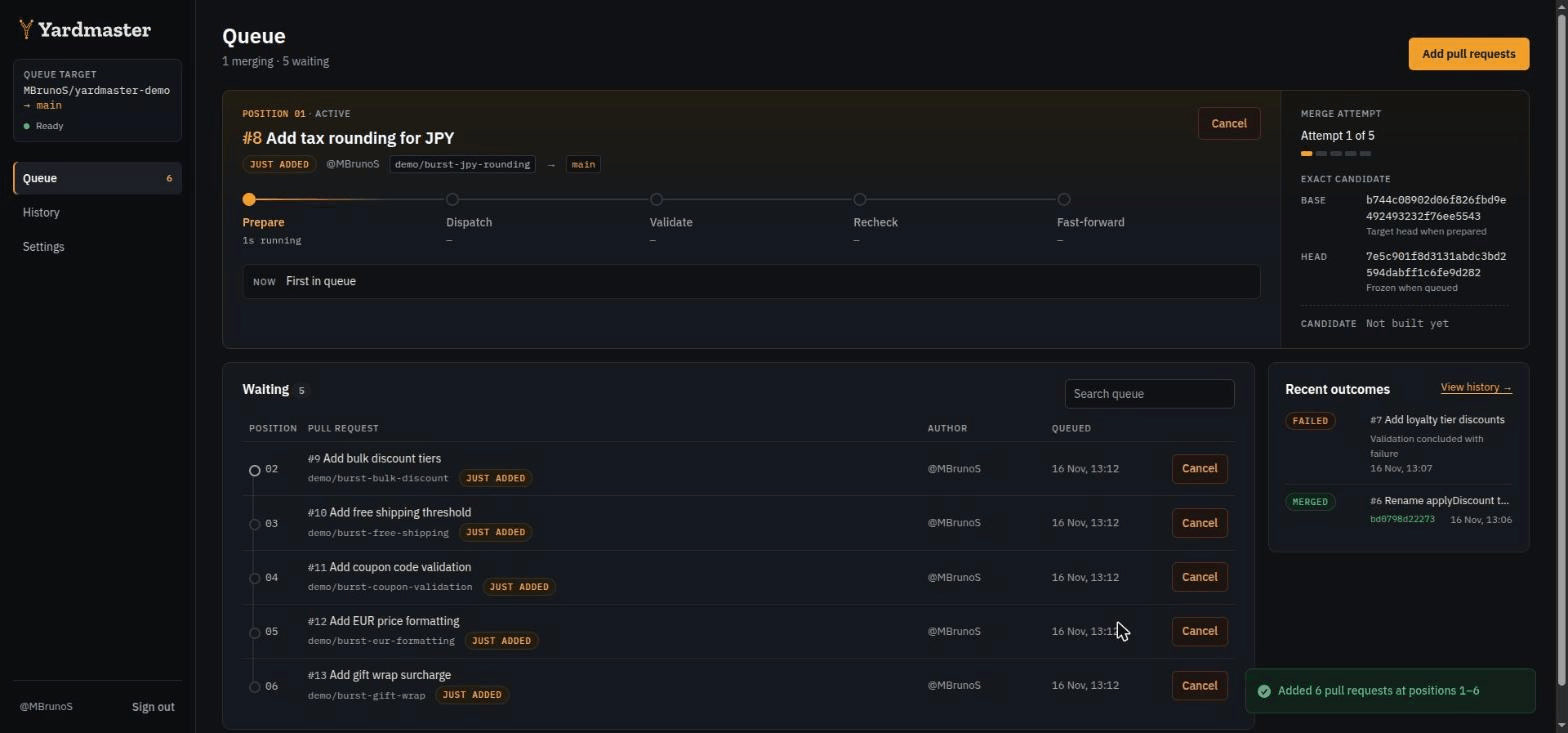 Yardmaster
QUEUE TARGET
MBrunoS/yardmaster-demo
→ main
Ready
Queue 6
History
Settings
@MBrunoS Sign out
Queue
1 merging · 5 waiting
Add pull requests
POSITION 01 · ACTIVE
#8 Add tax rounding for JPY
Cancel
JUST ADDED @MBrunoS demo/burst-jpy-rounding → main
Prepare Dispatch Validate Recheck Fast-forward
1s running – – – –
NOW First in queue
MERGE ATTEMPT
Attempt 1 of 5
EXACT CANDIDATE
BASE b744c08902d06f826fbd9e
492493232f76ee5543
Target head when prepared
HEAD 7e5c901f8d3131abdc3bd2
594dabff1c6fe9d282
Frozen when queued
CANDIDATE Not built yet
Waiting 5
Search queue
POSITION PULL REQUEST AUTHOR QUEUED
02 #9 Add bulk discount tiers @MBrunoS 16 Nov, 13:12 Cancel
demo/burst-bulk-discount JUST ADDED
03 #10 Add free shipping threshold @MBrunoS 16 Nov, 13:12 Cancel
demo/burst-free-shipping JUST ADDED
04 #11 Add coupon code validation @MBrunoS 16 Nov, 13:12 Cancel
demo/burst-coupon-validation JUST ADDED
05 #12 Add EUR price formatting @MBrunoS 16 Nov, 13:12 Cancel
demo/burst-eur-formatting JUST ADDED
06 #13 Add gift wrap surcharge @MBrunoS 16 Nov, 13:12 Cancel
demo/burst-gift-wrap JUST ADDED
Recent outcomes View history →
FAILED #7 Add loyalty tier discounts
Validation concluded with
failure
16 Nov, 13:07
MERGED #6 Rename applyDiscount t…
bd0798d22273 16 Nov, 13:06
Added 6 pull requests at positions 1–6